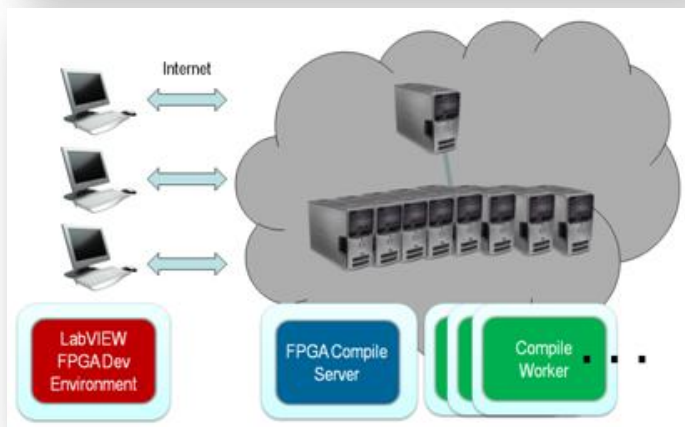 Internet
LabVIEW
FPGA Dev
Environment
FPGA Compile
Server
Compile
Worker